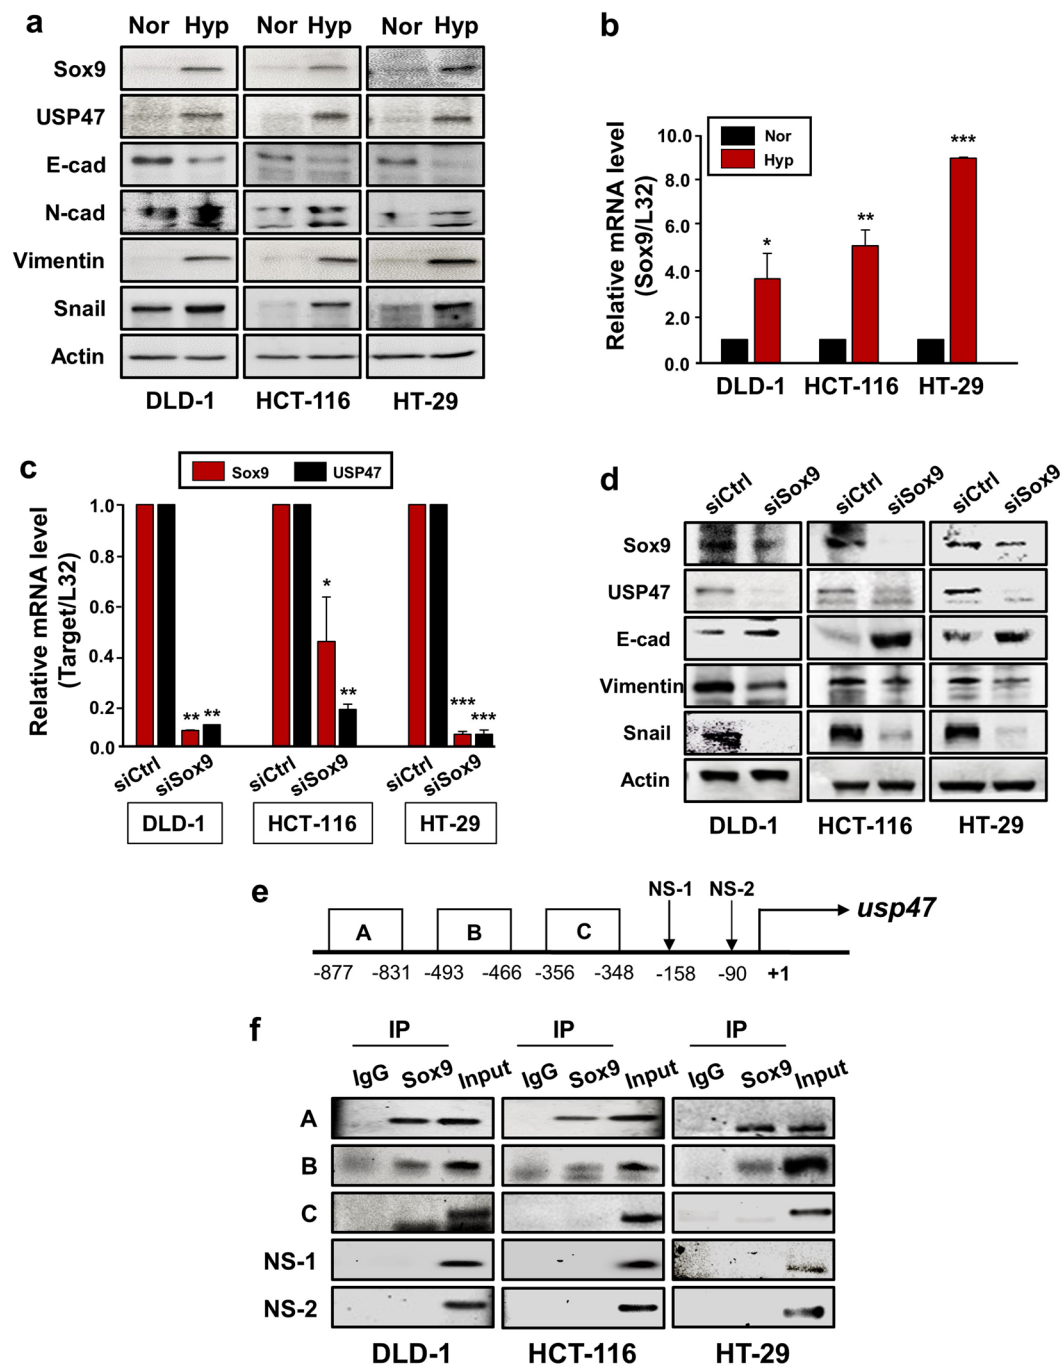 a
Nor Hyp Nor Hyp Nor Hyp
Sox9
USP47
E-cad
N-cad
Vimentin
Snail
Actin
DLD-1 HCT-116 HT-29
b
Relative mRNA level
(Sox9/L32)
Nor
Hyp
10.0
8.0
6.0
4.0
2.0
0.0
* ** ***
DLD-1 HCT-116 HT-29
c
Sox9 USP47
Relative mRNA level
(Target/L32)
1.0
0.8
0.6
0.4
0.2
0.0
** ** * ** *** ***
siCtrl siSox9 siCtrl siSox9 siCtrl siSox9
DLD-1 HCT-116 HT-29
d
siCtrl siSox9 siCtrl siSox9 siCtrl siSox9
Sox9
USP47
E-cad
Vimentin
Snail
Actin
DLD-1 HCT-116 HT-29
e
NS-1 NS-2
A B C
usp47
-877 -831 -493 -466 -356 -348 -158 -90 +1
f
IP IP IP
IgG Sox9 Input IgG Sox9 Input IgG Sox9 Input
A
B
C
NS-1
NS-2
DLD-1 HCT-116 HT-29